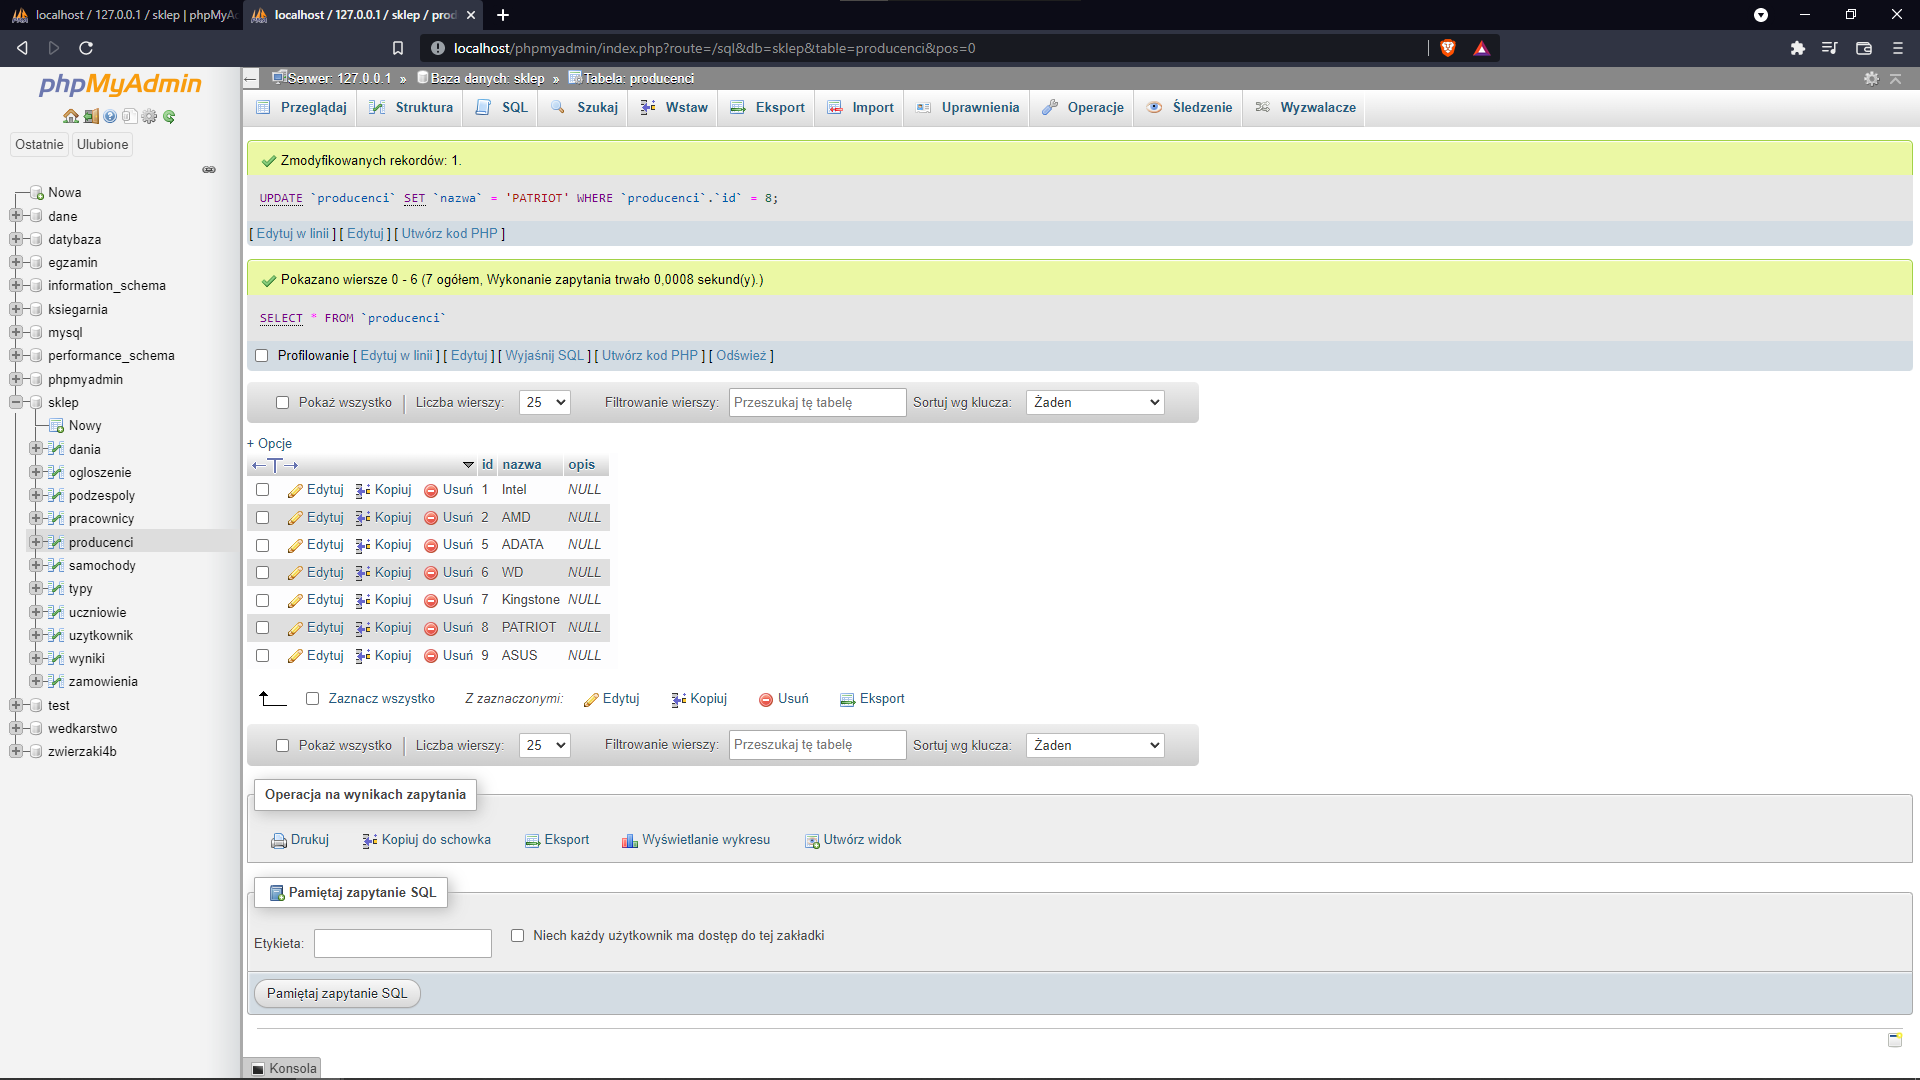 localhost / 127.0.0.1 / sklep | phpMyAd
localhost / 127.0.0.1 / sklep / prod
localhost/phpmyadmin/index.php?route=/sql&db=sklep&table=producenci&pos=0
phpMyAdmin
Ostatnie
Ulubione
Nowa
dane
datybaza
egzamin
information_schema
ksiegarnia
mysql
performance_schema
phpmyadmin
sklep
Nowy
dania
ogloszenie
podzespoly
pracownicy
producenci
samochody
typy
uczniowie
uzytkownik
wyniki
zamowienia
test
wedkarstwo
zwierzaki4b
Serwer: 127.0.0.1 » Baza danych: sklep » Tabela: producenci
Przeglądaj Struktura SQL Szukaj Wstaw Eksport Import Uprawnienia Operacje Śledzenie Wyzwalacze
Zmodyfikowanych rekordów: 1.
UPDATE `producenci` SET `nazwa` = 'PATRIOT' WHERE `producenci`.`id` = 8;
[ Edytuj w linii ] [ Edytuj ] [ Utwórz kod PHP ]
Pokazano wiersze 0 - 6 (7 ogółem, Wykonanie zapytania trwało 0,0008 sekund(y).)
SELECT * FROM `producenci`
Profilowanie [ Edytuj w linii ] [ Edytuj ] [ Wyjaśnij SQL ] [ Utwórz kod PHP ] [ Odśwież ]
Pokaż wszystko | Liczba wierszy: 25 Filtrowanie wierszy: Przeszukaj tę tabelę Sortuj wg klucza: Żaden
+ Opcje
←T→ id nazwa opis
Edytuj Kopiuj Usuń 1 Intel NULL
Edytuj Kopiuj Usuń 2 AMD NULL
Edytuj Kopiuj Usuń 5 ADATA NULL
Edytuj Kopiuj Usuń 6 WD NULL
Edytuj Kopiuj Usuń 7 Kingstone NULL
Edytuj Kopiuj Usuń 8 PATRIOT NULL
Edytuj Kopiuj Usuń 9 ASUS NULL
Zaznacz wszystko Z zaznaczonymi: Edytuj Kopiuj Usuń Eksport
Pokaż wszystko | Liczba wierszy: 25 Filtrowanie wierszy: Przeszukaj tę tabelę Sortuj wg klucza: Żaden
Operacja na wynikach zapytania
Drukuj Kopiuj do schowka Eksport Wyświetlanie wykresu Utwórz widok
Pamiętaj zapytanie SQL
Etykieta: Niech każdy użytkownik ma dostęp do tej zakładki
Pamiętaj zapytanie SQL
Konsola